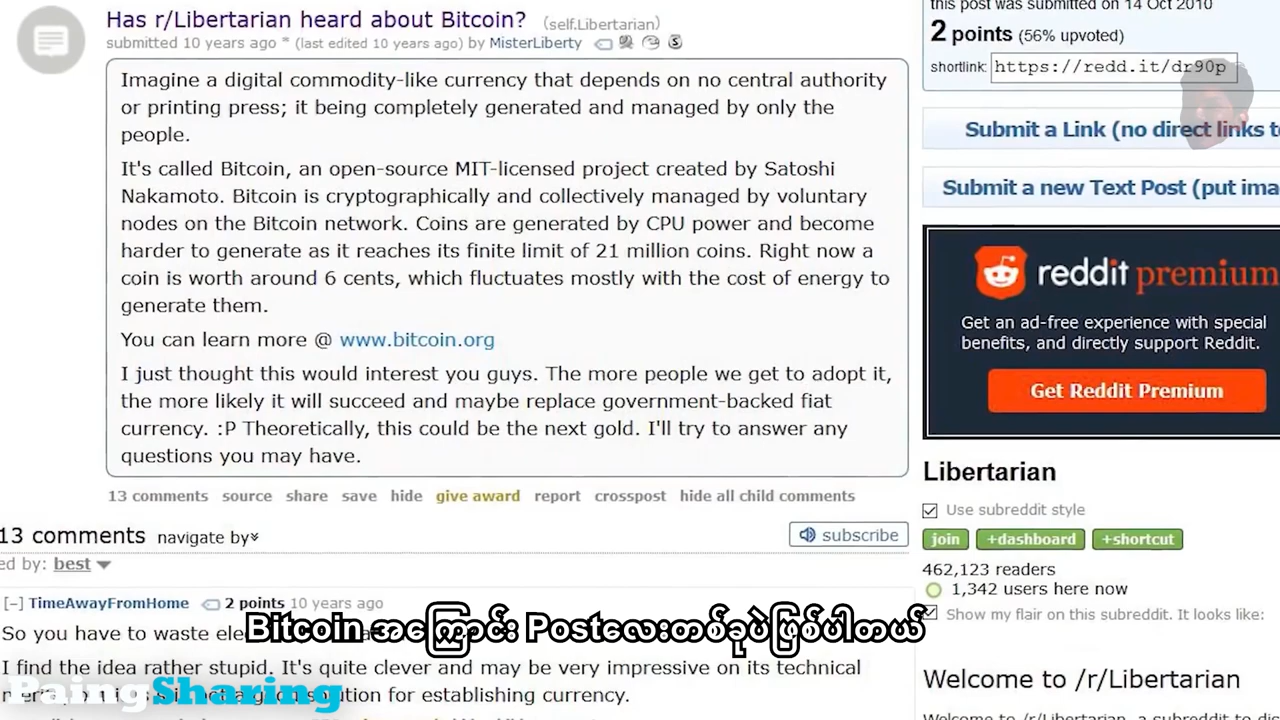 Has r/Libertarian heard about Bitcoin? (self.Libertarian)
submitted 10 years ago * (last edited 10 years ago) by MisterLiberty
Imagine a digital commodity-like currency that depends on no central authority
or printing press; it being completely generated and managed by only the
people.
It's called Bitcoin, an open-source MIT-licensed project created by Satoshi
Nakamoto. Bitcoin is cryptographically and collectively managed by voluntary
nodes on the Bitcoin network. Coins are generated by CPU power and become
harder to generate as it reaches its finite limit of 21 million coins. Right now a
coin is worth around 6 cents, which fluctuates mostly with the cost of energy to
generate them.
You can learn more @ www.bitcoin.org
I just thought this would interest you guys. The more people we get to adopt it,
the more likely it will succeed and maybe replace government-backed fiat
currency. :P Theoretically, this could be the next gold. I'll try to answer any
questions you may have.
13 comments source share save hide give award report crosspost hide all child comments
13 comments navigate by
subscribe
ed by: best
[–] TimeAwayFromHome 2 points 10 years ago
So you have to waste
Bitcoin အကြောင်း Postလေးတစ်ခုပဲဖြစ်ပါတယ်
I find the idea rather stupid. It's quite clever and may be very impressive on its technical
for establishing currency.
PaingSharing
this post was submitted on 14 Oct 2010
2 points (56% upvoted)
shortlink: https://redd.it/dr90p
Submit a Link (no direct links to
Submit a new Text Post (put ima
reddit premium
Get an ad-free experience with special
benefits, and directly support Reddit.
Get Reddit Premium
Libertarian
Use subreddit style
join +dashboard +shortcut
462,123 readers
1,342 users here now
Show my flair on this subreddit. It looks like:
Welcome to /r/Libertarian
Welcome to /r/Libertarian, a subreddit to